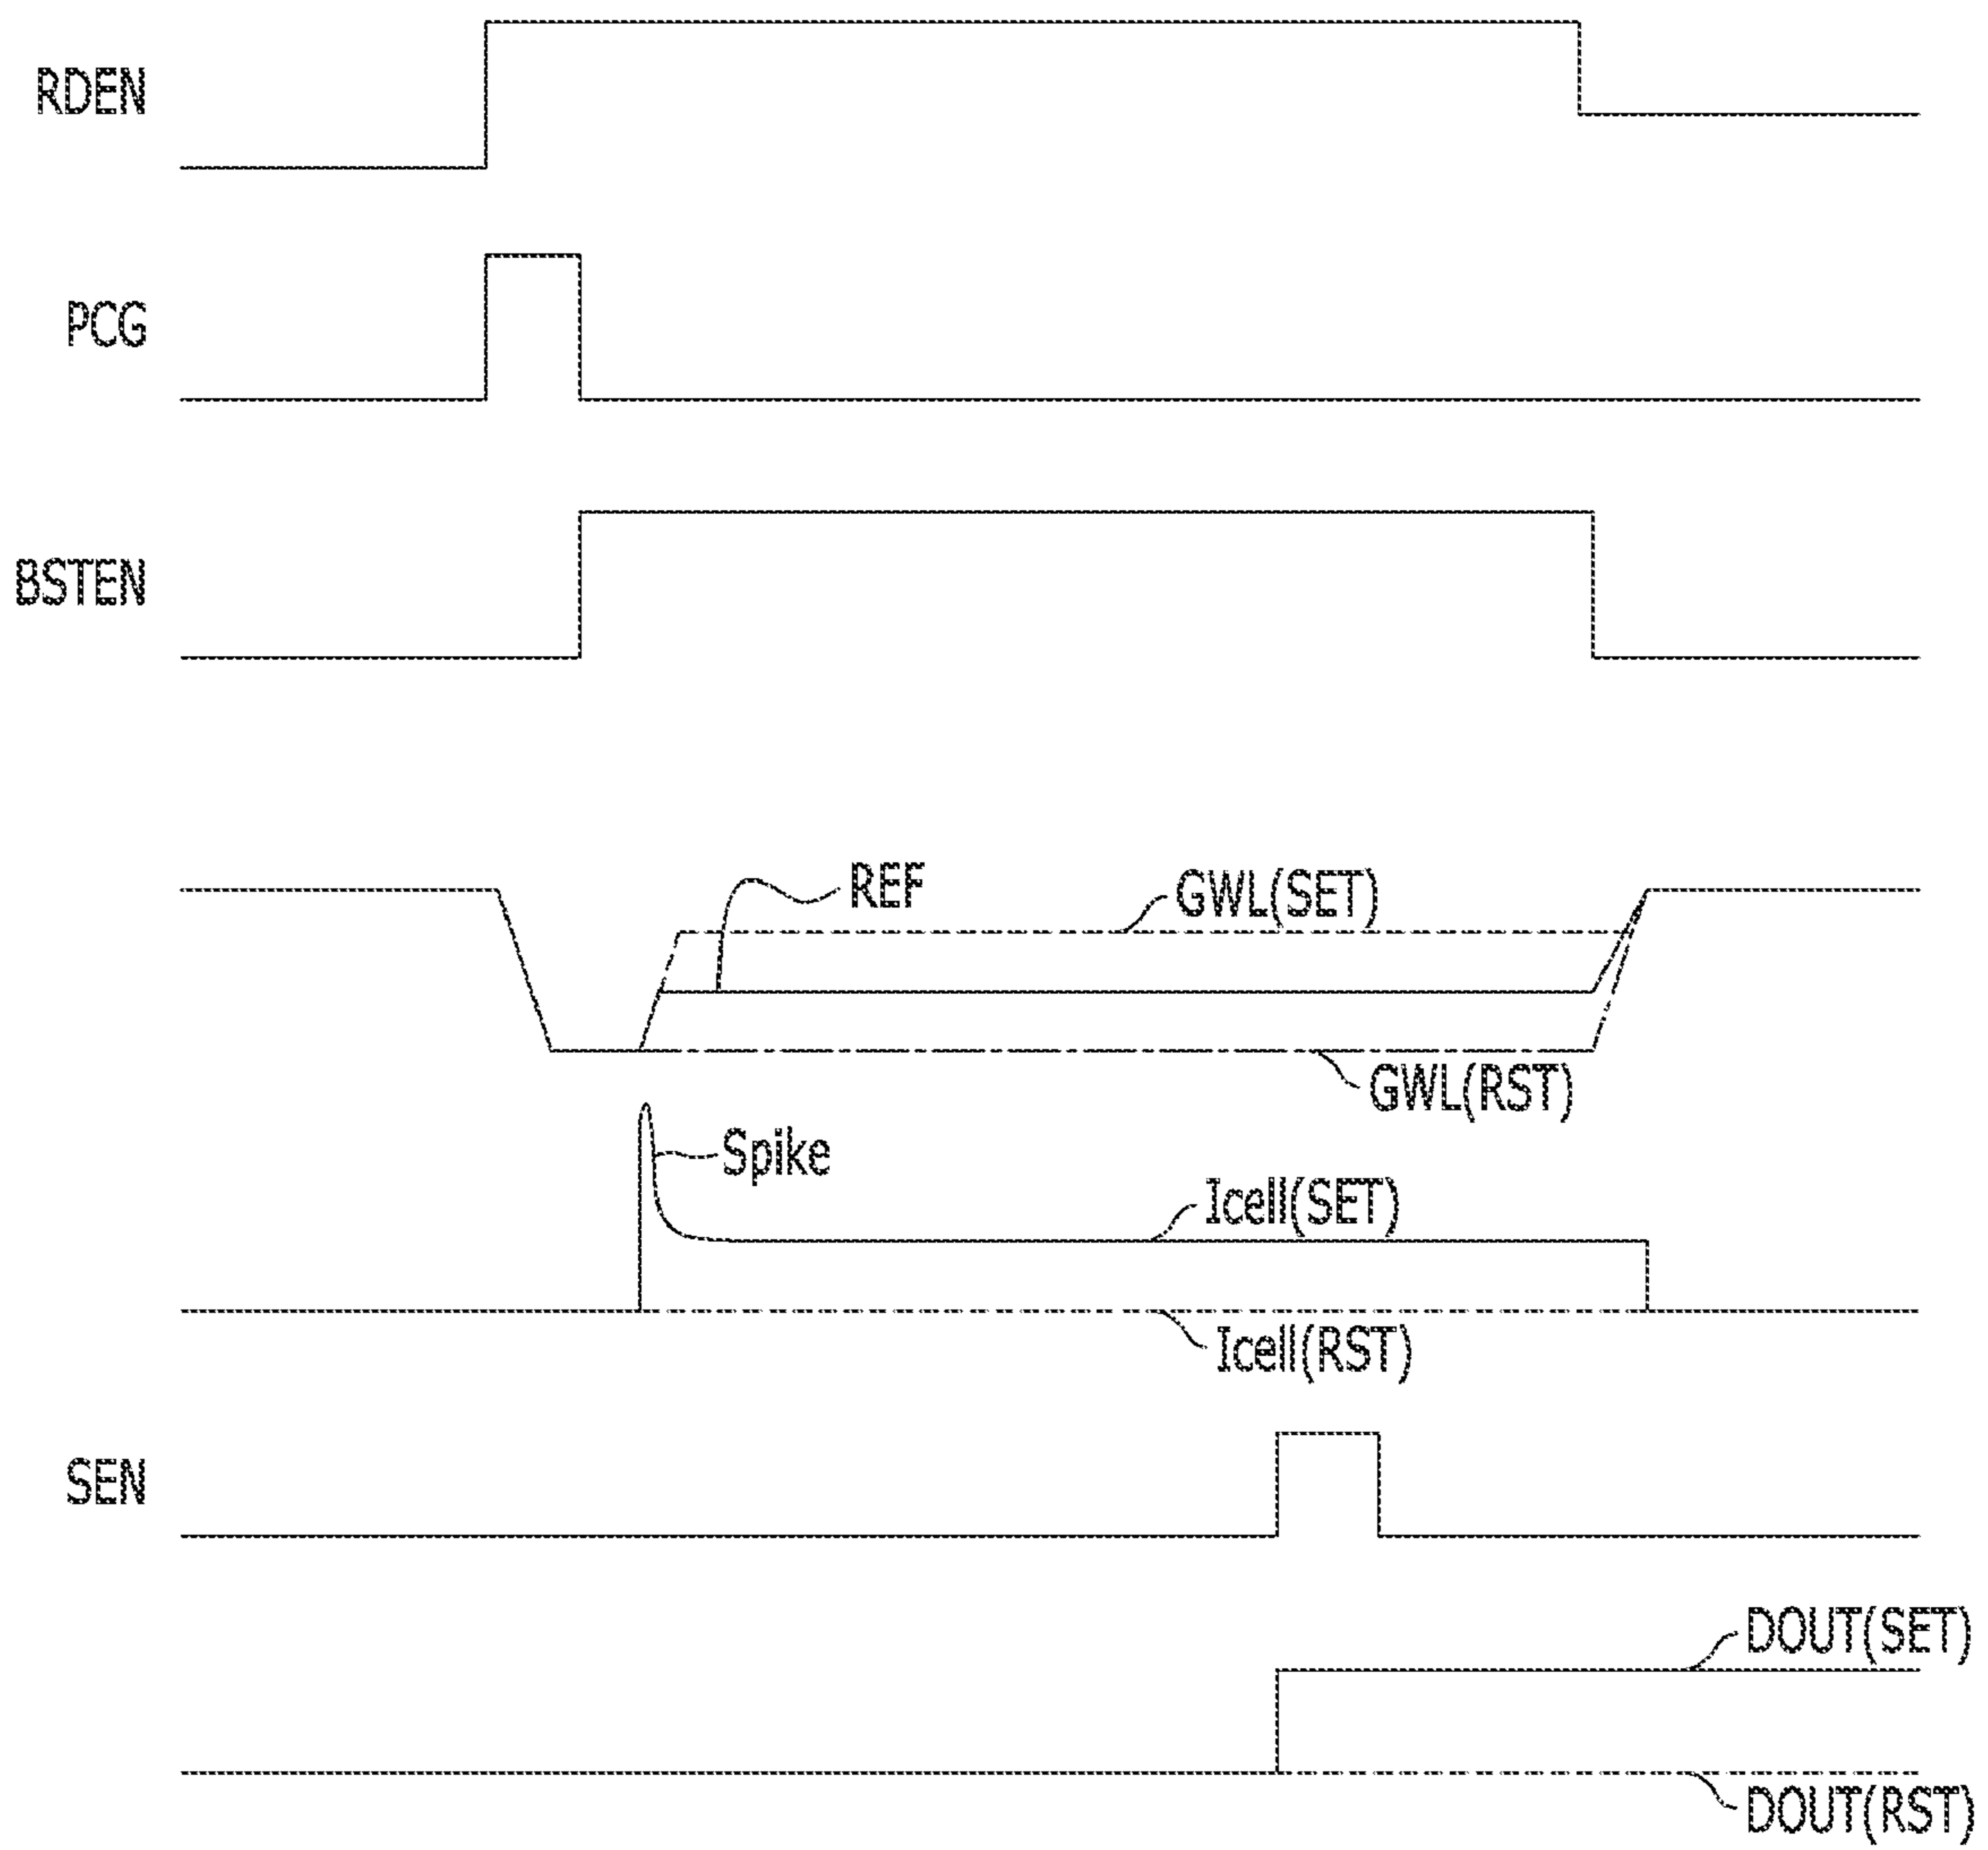 RDEN
PCG
BSTEN
REF
GWL(SET)
GWL(RST)
Spike
Icell(SET)
Icell(RST)
SEN
DOUT(SET)
DOUT(RST)